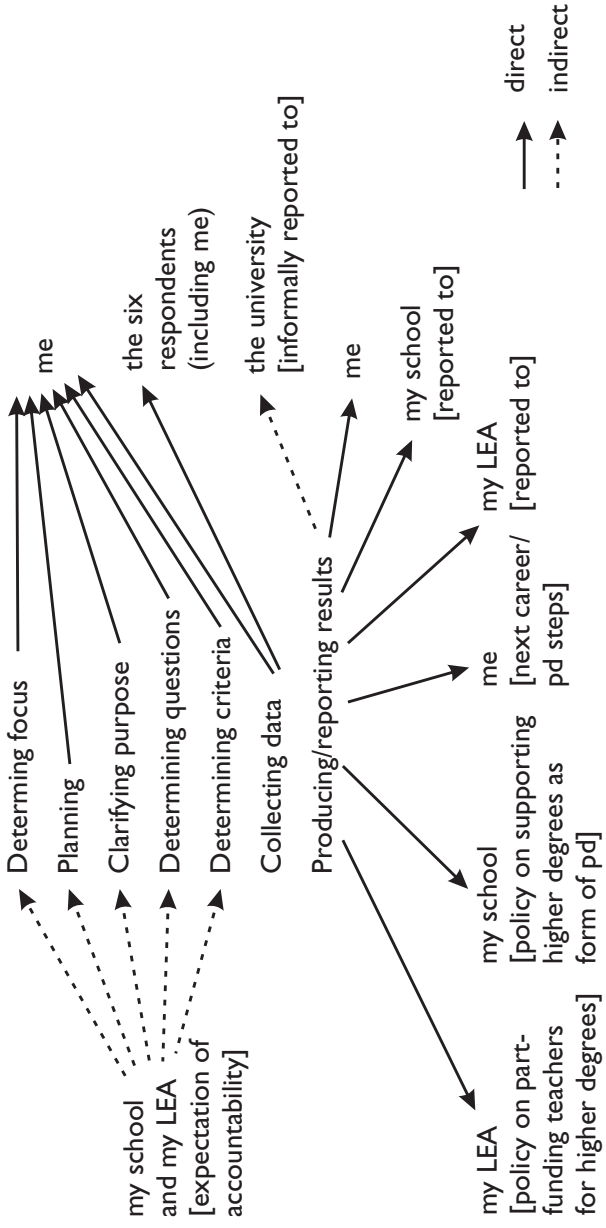 my school
and my LEA
[expectation of
accountability]
Determing focus
Planning
Clarifying purpose
Determining questions
Determining criteria
Collecting data
Producing/reporting results
me
the six
respondents
(including me)
the university
[informally reported to]
me
my school
[reported to]
my LEA
[reported to]
me
[next career/
pd steps]
my school
[policy on supporting
higher degrees as
form of pd]
my LEA
[policy on part-
funding teachers
for higher degrees]
direct
indirect